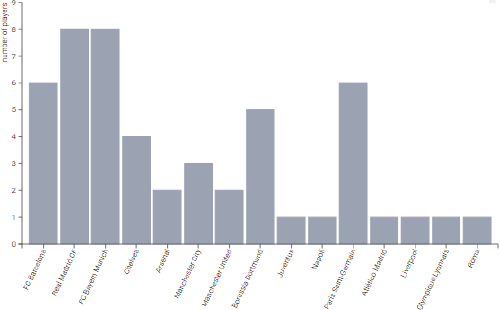 number of players
9
8
7
6
5
4
3
2
1
0
FC Barcelona
Real Madrid CF
FC Bayern Munich
Chelsea
Arsenal
Manchester City
Manchester United
Borussia Dortmund
Juventus
Napoli
Paris Saint-Germain
Atlético Madrid
Liverpool
Olympique Lyonnais
Roma